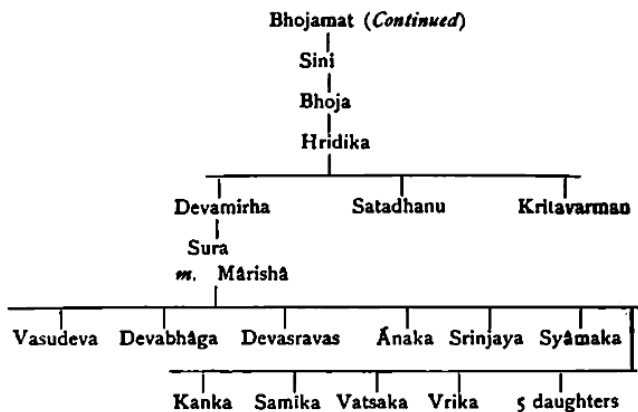 Bhojamat (Continued)
Sini
Bhoja
Hridika
Devamirha Satadhanu Kritavarman
Sura
m. Mârishâ
Vasudeva Devabhâga Devasravas Ánaka Srinjaya Syâmaka
Kanka Samika Vatsaka Vrika 5 daughters